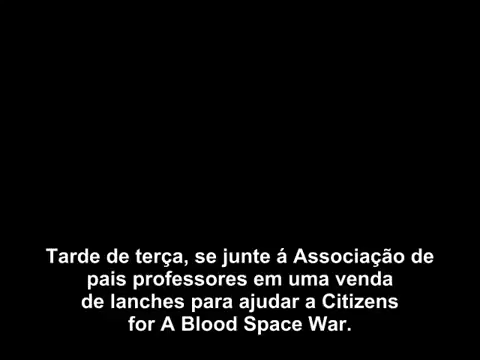 Tarde de terça, se junte á Associação de
pais professores em uma venda
de lanches para ajudar a Citizens
for A Blood Space War.